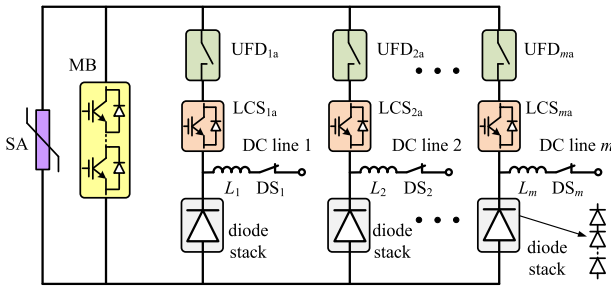 UFD1a
UFD2a
UFDma
MB
LCS1a
LCS2a
LCSma
SA
DC line 1
DC line 2
DC line m
L1
DS1
L2
DS2
Lm
DSm
diode
stack
diode
stack
diode
stack